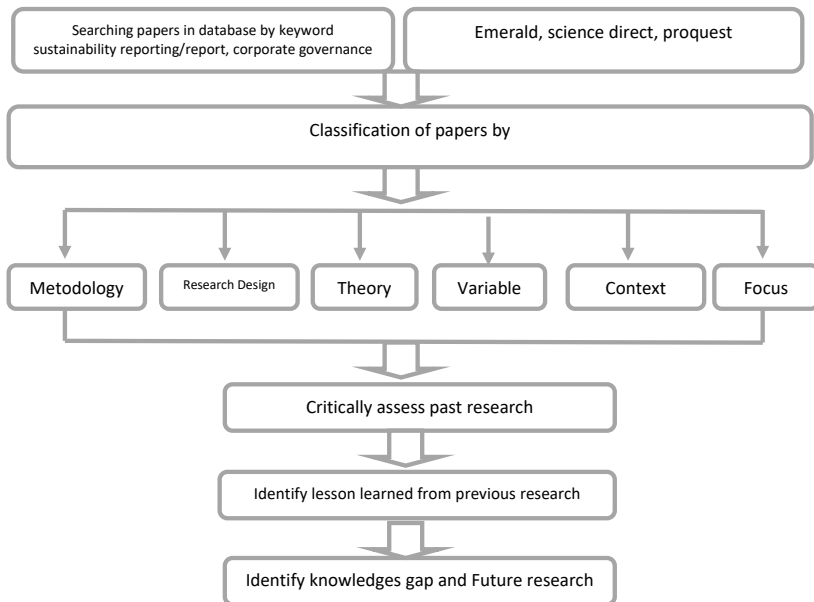 Searching papers in database by keyword
sustainability reporting/report, corporate governance
Emerald, science direct, proquest
Classification of papers by
Metodology
Research Design
Theory
Variable
Context
Focus
Critically assess past research
Identify lesson learned from previous research
Identify knowledges gap and Future research